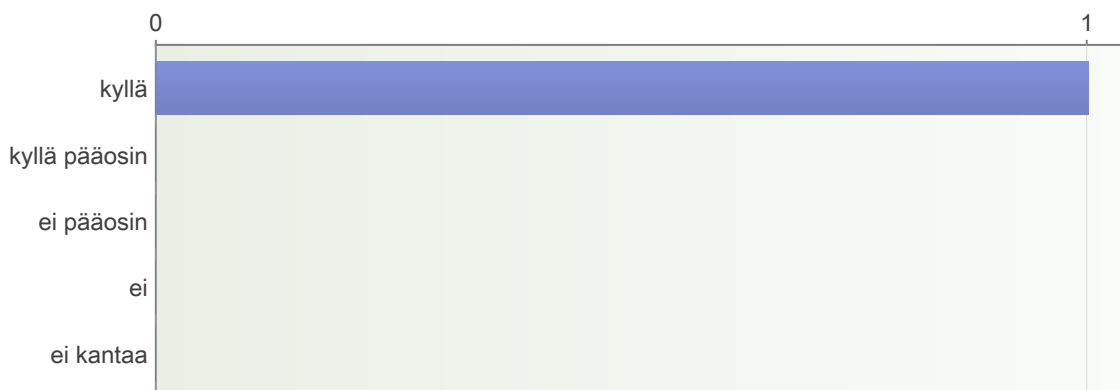 0 1
kyllä
kyllä pääosin
ei pääosin
ei
ei kantaa